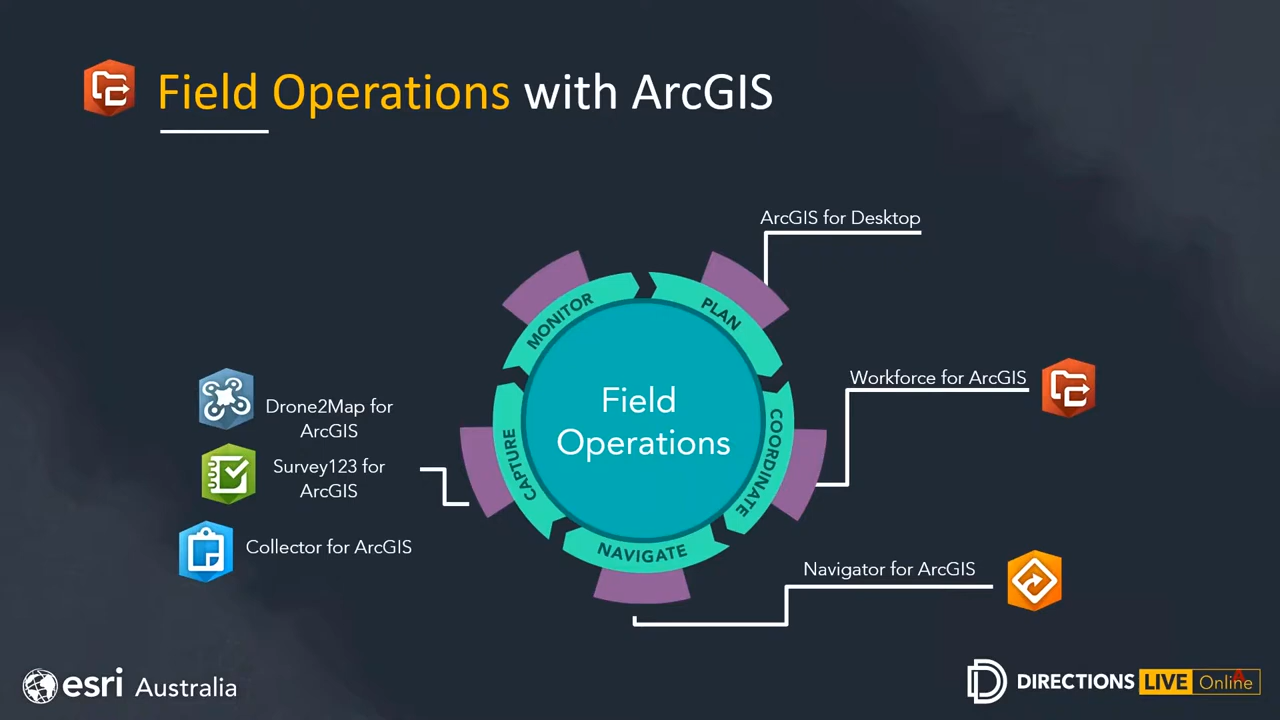 Field Operations with ArcGIS
ArcGIS for Desktop
MONITOR
PLAN
Workforce for ArcGIS
Drone2Map for
ArcGIS
Field
Operations
COORDINATE
CAPTURE
Survey123 for
ArcGIS
Collector for ArcGIS
NAVIGATE
Navigator for ArcGIS
esri Australia
DIRECTIONS LIVE Online